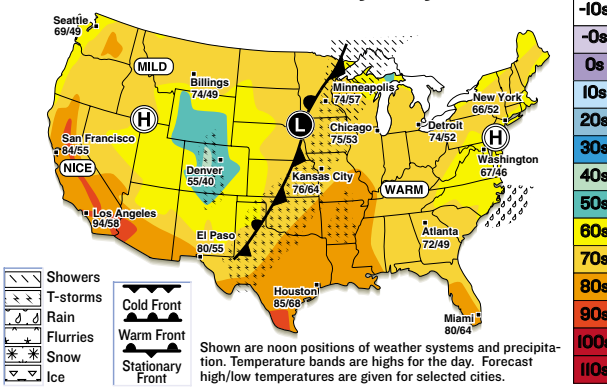 Seattle
69/49
MILD
Billings
74/49
H
Minneapolis
74/57
L
New York
66/52
San Francisco
84/55
NICE
Chicago
75/53
Detroit
74/52
H
Washington
67/46
Denver
55/40
Kansas City
76/64
WARM
Los Angeles
94/58
El Paso
80/55
Atlanta
72/49
Houston
85/68
Miami
80/64
Showers
T-storms
Rain
Flurries
Snow
Ice
Cold Front
Warm Front
Stationary
Front
Shown are noon positions of weather systems and precipita-
tion. Temperature bands are highs for the day. Forecast
high/low temperatures are given for selected cities.
-10s
-0s
0s
10s
20s
30s
40s
50s
60s
70s
80s
90s
100s
110s